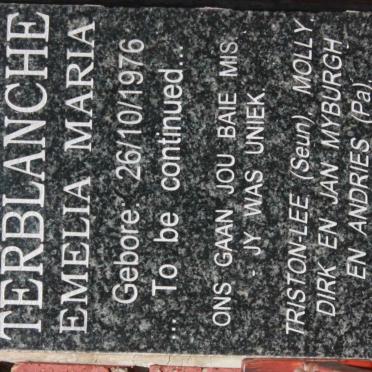 TERBLANCHE
EMELIA MARIA
Gebore: 26/10/1976
... To be continued...
ONS GAAN JOU BAIE MIS
- JY WAS UNIEK
TRISTON-LEE (Seun), MOLLY
DIRK EN JAN MYBURGH
EN ANDRES (Pa),